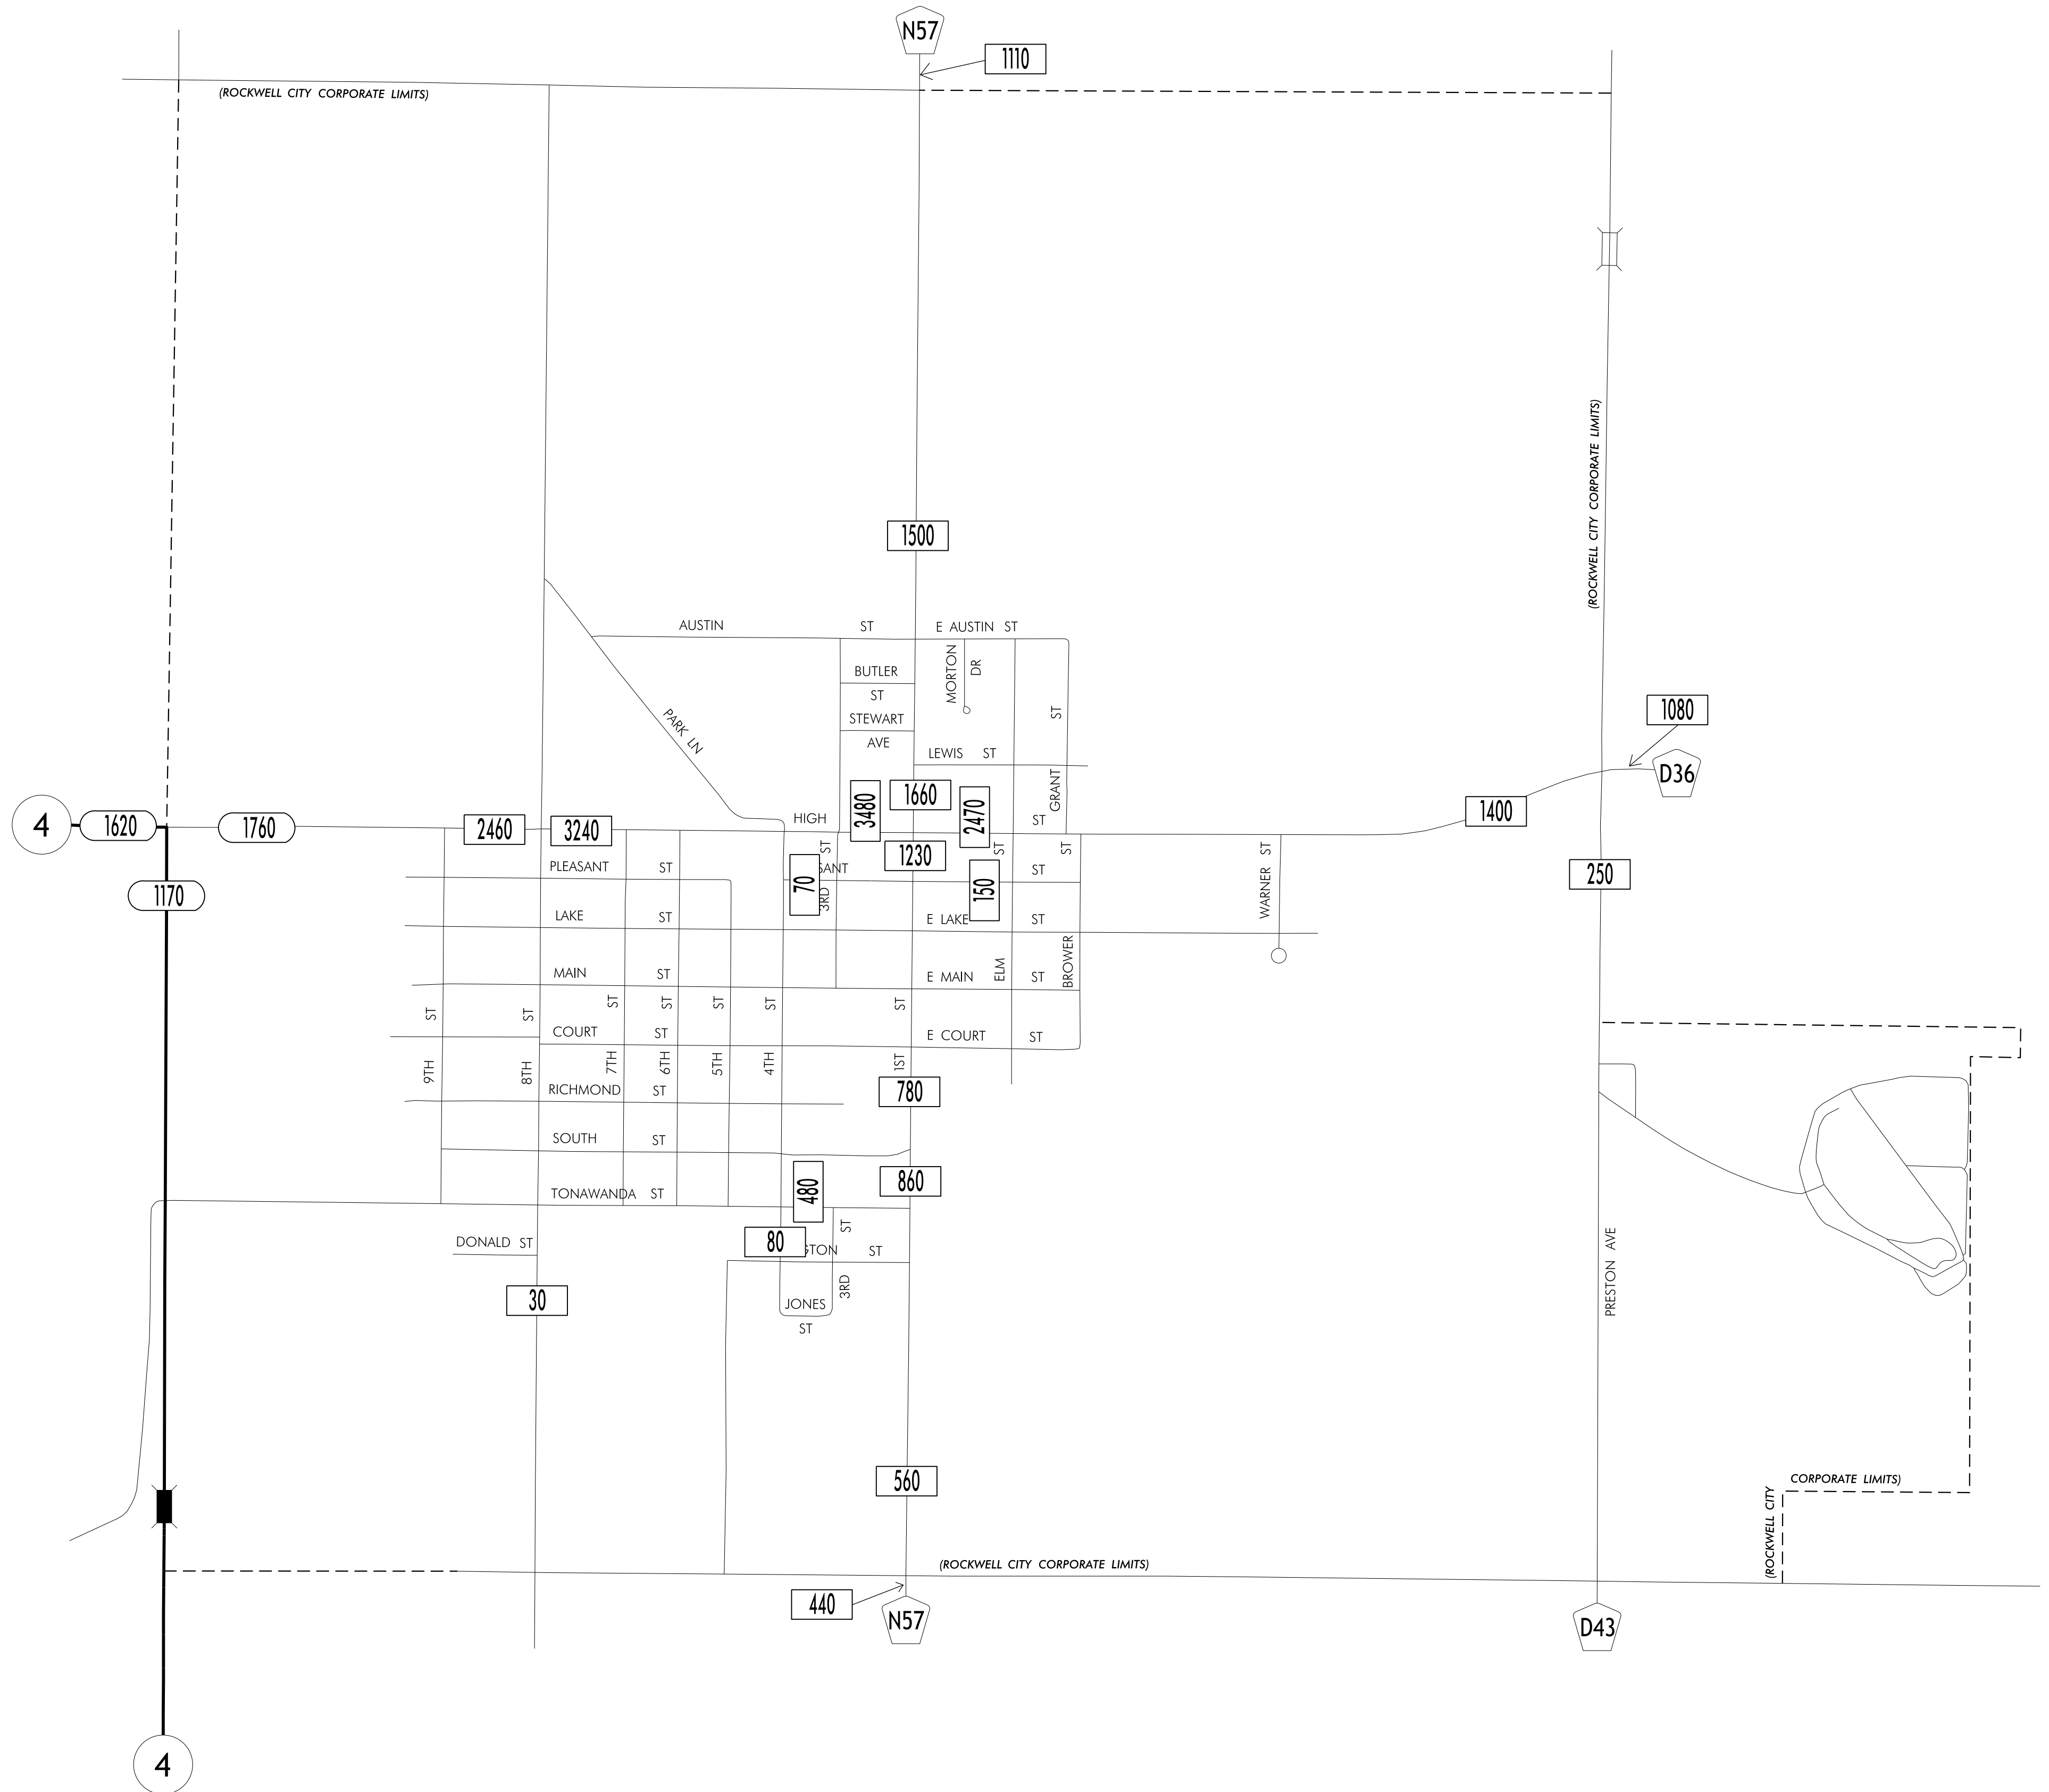 N57
1110
(ROCKWELL CITY CORPORATE LIMITS)
(ROCKWELL CITY CORPORATE LIMITS)
1500
AUSTIN ST
E AUSTIN ST
BUTLER
ST
MORTON
DR
STEWART
AVE
PARK LN
LEWIS ST
GRANT ST
1080
D36
1400
4
1620
1760
2460
3240
HIGH ST
3480
1660
2470
1230
1170
PLEASANT ST
70
SANT ST
3RD ST
150
250
WARNER ST
LAKE ST
E LAKE ST
MAIN ST
E MAIN ST
ELM ST
BROWER ST
COURT ST
E COURT ST
9TH ST
8TH ST
7TH ST
6TH ST
5TH ST
4TH ST
1ST ST
RICHMOND ST
780
SOUTH ST
TONAWANDA ST
480
860
DONALD ST
80
GTON ST
3RD ST
30
JONES
ST
PRESTON AVE
560
CORPORATE LIMITS)
(ROCKWELL CITY
(ROCKWELL CITY CORPORATE LIMITS)
440
N57
D43
4